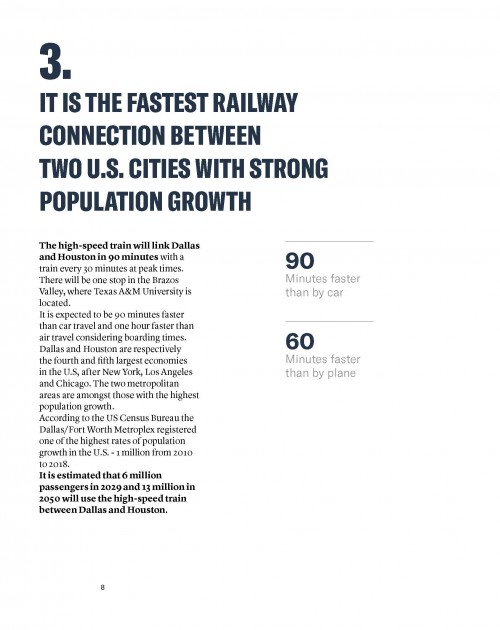 3.
IT IS THE FASTEST RAILWAY
CONNECTION BETWEEN
TWO U.S. CITIES WITH STRONG
POPULATION GROWTH
The high-speed train will link Dallas
and Houston in 90 minutes with a
train every 30 minutes at peak times.
There will be one stop in the Brazos
Valley, where Texas A&M University is
located.
It is expected to be 90 minutes faster
than car travel and one hour faster than
air travel considering boarding times.
Dallas and Houston are respectively
the fourth and fifth largest economies
in the U.S, after New York, Los Angeles
and Chicago. The two metropolitan
areas are amongst those with the highest
population growth.
According to the US Census Bureau the
Dallas/Fort Worth Metroplex registered
one of the highest rates of population
growth in the U.S. - 1 million from 2010
to 2018.
It is estimated that 6 million
passengers in 2029 and 13 million in
2050 will use the high-speed train
between Dallas and Houston.
90
Minutes faster
than by car
60
Minutes faster
than by plane
8